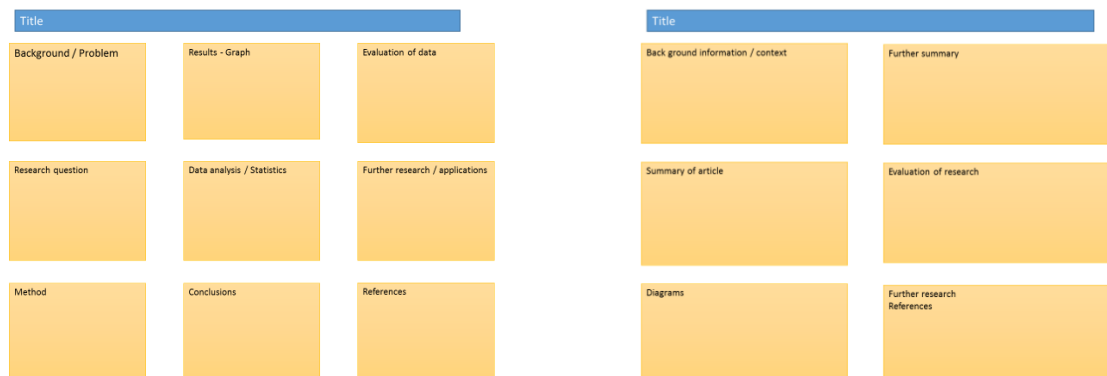 Title
Background / Problem
Results - Graph
Evaluation of data
Research question
Data analysis / Statistics
Further research / applications
Method
Conclusions
References
Title
Back ground information / context
Further summary
Summary of article
Evaluation of research
Diagrams
Further research
References